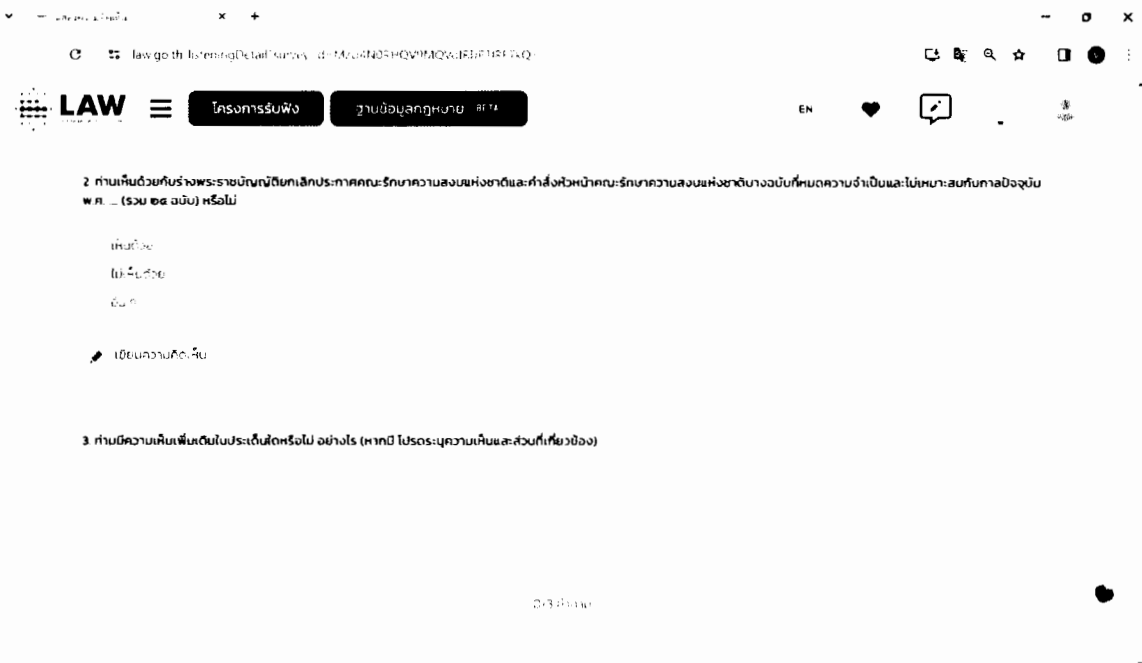 LAW
โครงการรับฟัง
ฐานข้อมูลกฎหมาย BETA
EN
2. ท่านเห็นด้วยกับร่างพระราชบัญญัติยกเลิกประกาศคณะรักษาความสงบแห่งชาติและคำสั่งหัวหน้าคณะรักษาความสงบแห่งชาติบางฉบับที่หมดความจำเป็นและไม่เหมาะสมกับกาลปัจจุบัน
พ.ศ. .... (รวม ๒๔ ฉบับ) หรือไม่
เห็นด้วย
ไม่เห็นด้วย
อื่น ๆ
เขียนความคิดเห็น
3. ท่านมีความเห็นเพิ่มเติมในประเด็นใดหรือไม่ อย่างไร (หากมี โปรดระบุความเห็นและส่วนที่เกี่ยวข้อง)
0/3 คำถาม